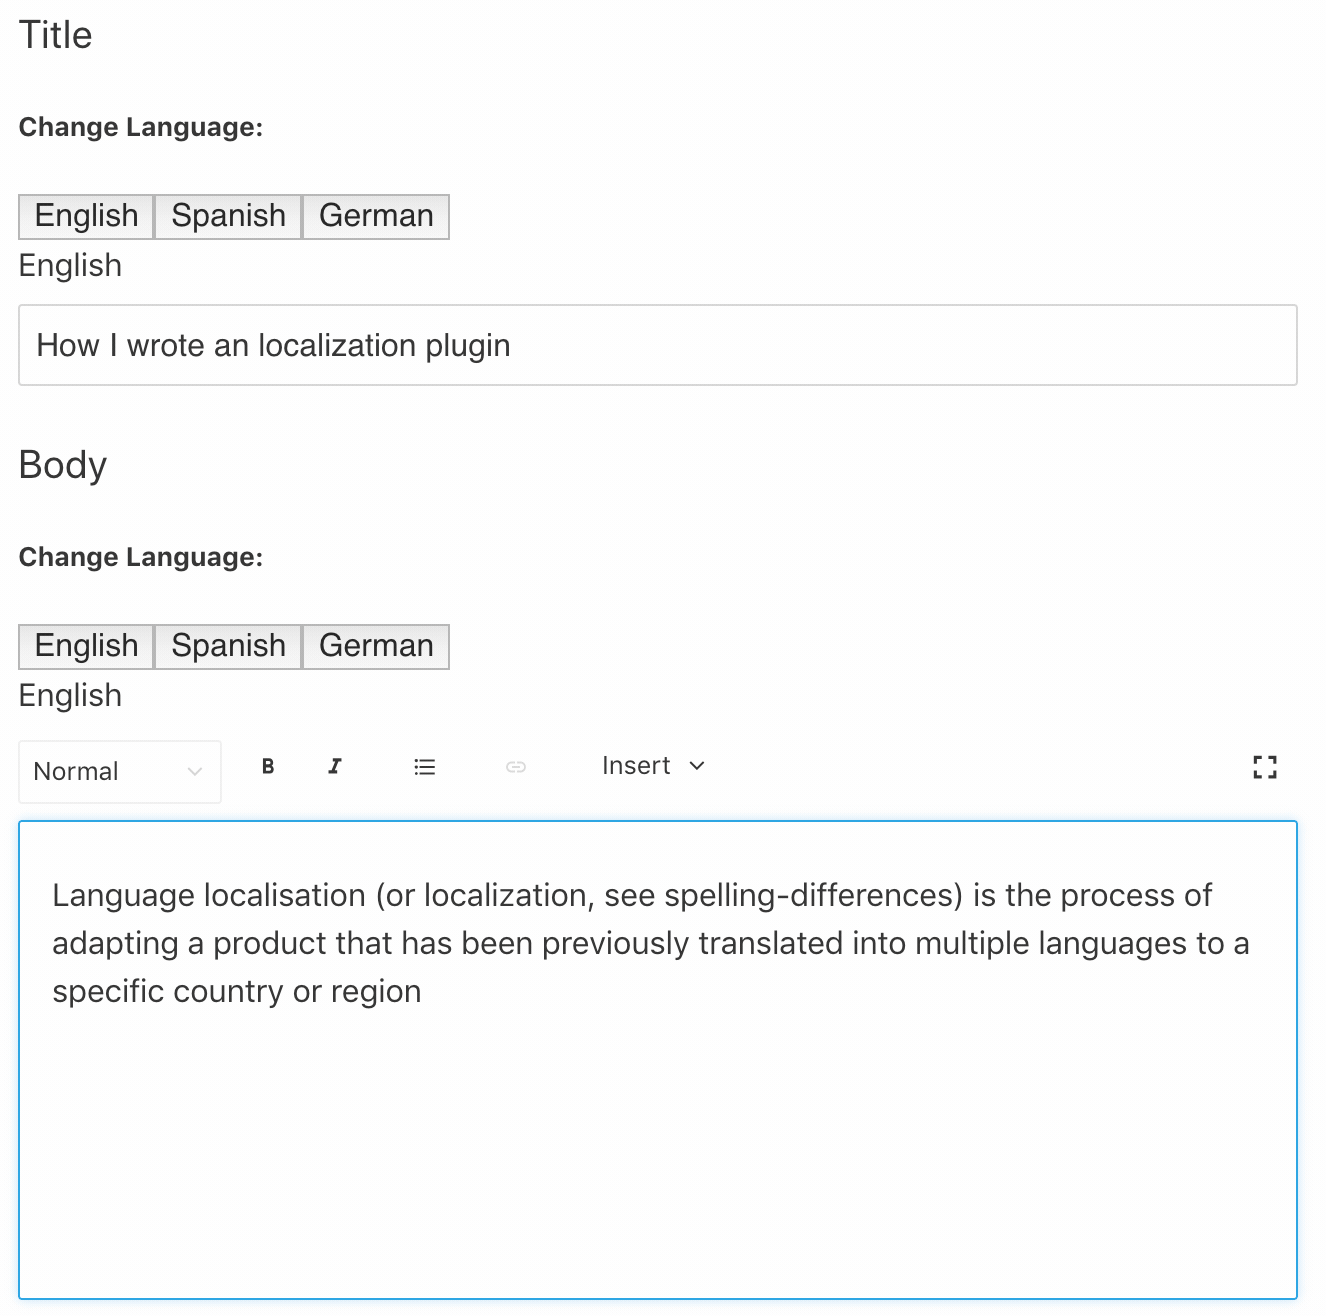 Title
Change Language:
English Spanish German
English
How I wrote an localization plugin
Body
Change Language:
English Spanish German
English
Normal B I Insert
Language localisation (or localization, see spelling-differences) is the process of
adapting a product that has been previously translated into multiple languages to a
specific country or region